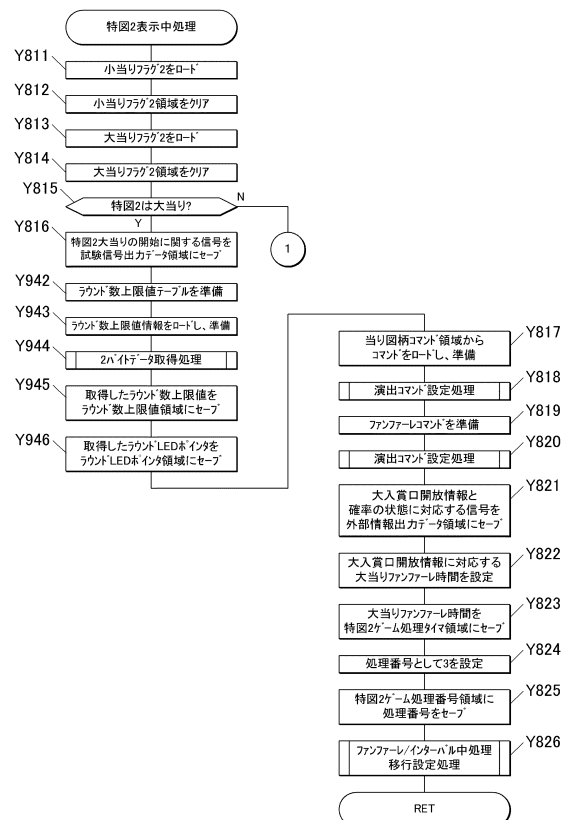 特図2表示中処理
Y811
小当りフラグ2をロード
Y812
小当りフラグ2領域をクリア
Y813
大当りフラグ2をロード
Y814
大当りフラグ2領域をクリア
Y815
特図2は大当り?
N
Y
1
Y816
特図2大当りの開始に関する信号を
試験信号出力データ領域にセーブ
Y942
ラウンド数上限値テーブルを準備
Y943
ラウンド数上限値情報をロードし、準備
Y944
2バイトデータ取得処理
Y945
取得したラウンド数上限値を
ラウンド数上限値領域にセーブ
Y946
取得したラウンドLEDポインタを
ラウンドLEDポインタ領域にセーブ
当り図柄コマンド領域から
コマンドをロードし、準備
Y817
演出コマンド設定処理
Y818
ファンファーレコマンドを準備
Y819
演出コマンド設定処理
Y820
大入賞口開放情報と
確率の状態に対応する信号を
外部情報出力データ領域にセーブ
Y821
大入賞口開放情報に対応する
大当りファンファーレ時間を設定
Y822
大当りファンファーレ時間を
特図2ゲーム処理タイマ領域にセーブ
Y823
処理番号として3を設定
Y824
特図2ゲーム処理番号領域に
処理番号をセーブ
Y825
ファンファーレ/インターバル中処理
移行設定処理
Y826
RET